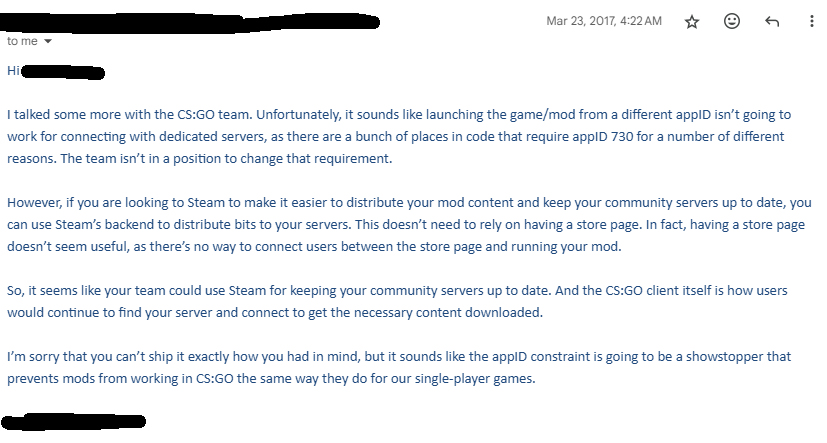 Mar 23, 2017, 4:22 AM
to me
Hi
I talked some more with the CS:GO team. Unfortunately, it sounds like launching the game/mod from a different appID isn't going to
work for connecting with dedicated servers, as there are a bunch of places in code that require appID 730 for a number of different
reasons. The team isn't in a position to change that requirement.
However, if you are looking to Steam to make it easier to distribute your mod content and keep your community servers up to date, you
can use Steam's backend to distribute bits to your servers. This doesn't need to rely on having a store page. In fact, having a store page
doesn't seem useful, as there's no way to connect users between the store page and running your mod.
So, it seems like your team could use Steam for keeping your community servers up to date. And the CS:GO client itself is how users
would continue to find your server and connect to get the necessary content downloaded.
I'm sorry that you can't ship it exactly how you had in mind, but it sounds like the appID constraint is going to be a showstopper that
prevents mods from working in CS:GO the same way they do for our single-player games.